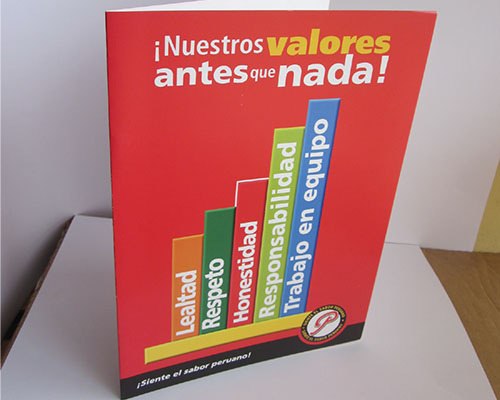 ¡Nuestros valores
antes que nada!
Lealtad
Respeto
Honestidad
Responsabilidad
Trabajo en equipo
¡Siente el sabor peruano!